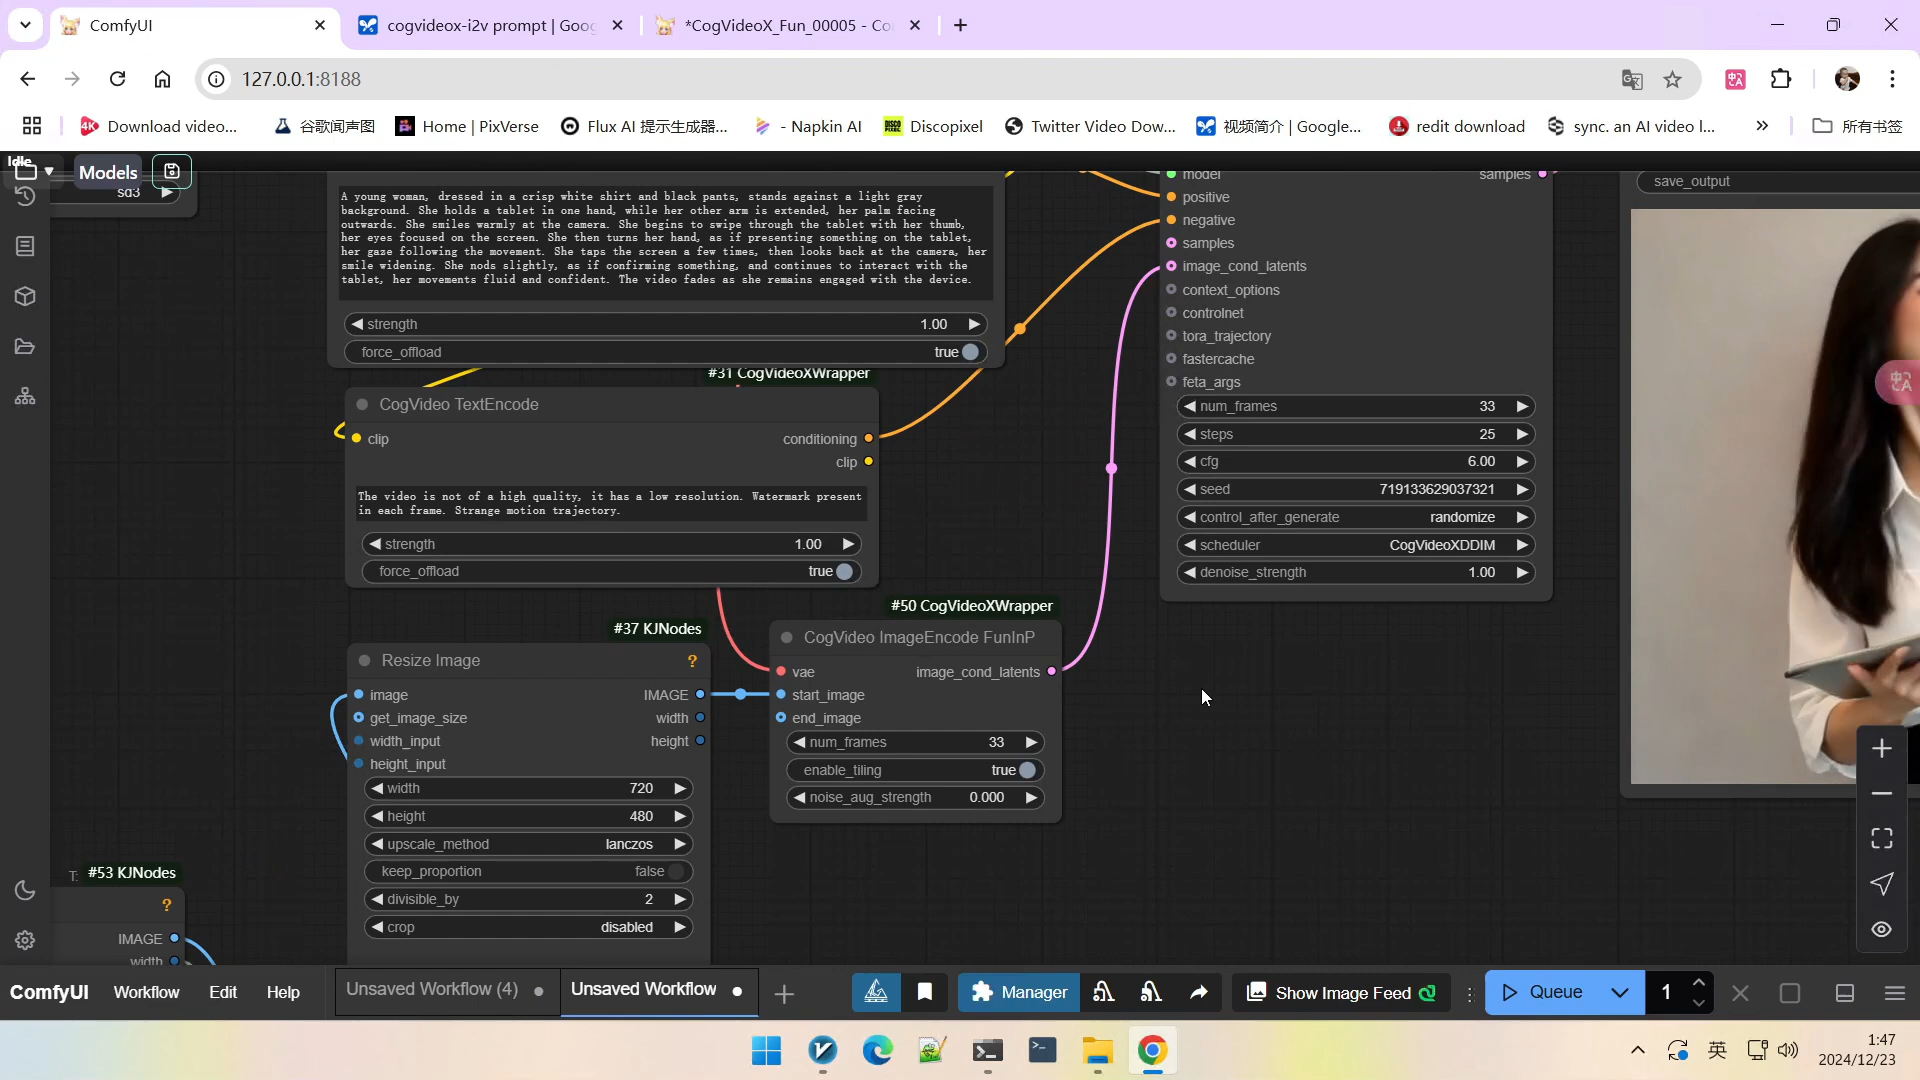 ComfyUI
cogvideox-i2v prompt | Goo
*CogVideoX_Fun_00005 - Co
127.0.0.1:8188
Download video...
谷歌闻声图
Home | PixVerse
Flux AI 提示生成器...
- Napkin AI
Discopixel
Twitter Video Dow...
视频简介 | Google...
redit download
sync. an AI video l...
所有书签
Idle
Models
sd3
A young woman, dressed in a crisp white shirt and black pants, stands against a light gray
background. She holds a tablet in one hand, while her other arm is extended, her palm facing
outwards. She smiles warmly at the camera. She begins to swipe through the tablet with her thumb,
her eyes focused on the screen. She then turns her hand, as if presenting something on the tablet,
her gaze following the movement. She taps the screen a few times, then looks back at the camera, her
smile widening. She nods slightly, as if confirming something, and continues to interact with the
tablet, her movements fluid and confident. The video fades as she remains engaged with the device.
strength 1.00
force_offload true
#31 CogVideoXWrapper
CogVideo TextEncode
clip conditioning
clip
The video is not of a high quality, it has a low resolution. Watermark present
in each frame. Strange motion trajectory.
strength 1.00
force_offload true
#37 KJNodes
Resize Image ?
image IMAGE
get_image_size width
width_input height
height_input
width 720
height 480
upscale_method lanczos
keep_proportion false
divisible_by 2
crop disabled
T: #53 KJNodes
?
IMAGE
width
#50 CogVideoXWrapper
CogVideo ImageEncode FunInP
vae image_cond_latents
start_image
end_image
num_frames 33
enable_tiling true
noise_aug_strength 0.000
model samples
positive
negative
samples
image_cond_latents
context_options
controlnet
tora_trajectory
fastercache
feta_args
num_frames 33
steps 25
cfg 6.00
seed 719133629037321
control_after_generate randomize
scheduler CogVideoXDDIM
denoise_strength 1.00
save_output
ComfyUI
Workflow
Edit
Help
Unsaved Workflow (4)
Unsaved Workflow
Manager
Show Image Feed
Queue
1
英
1:47
2024/12/23